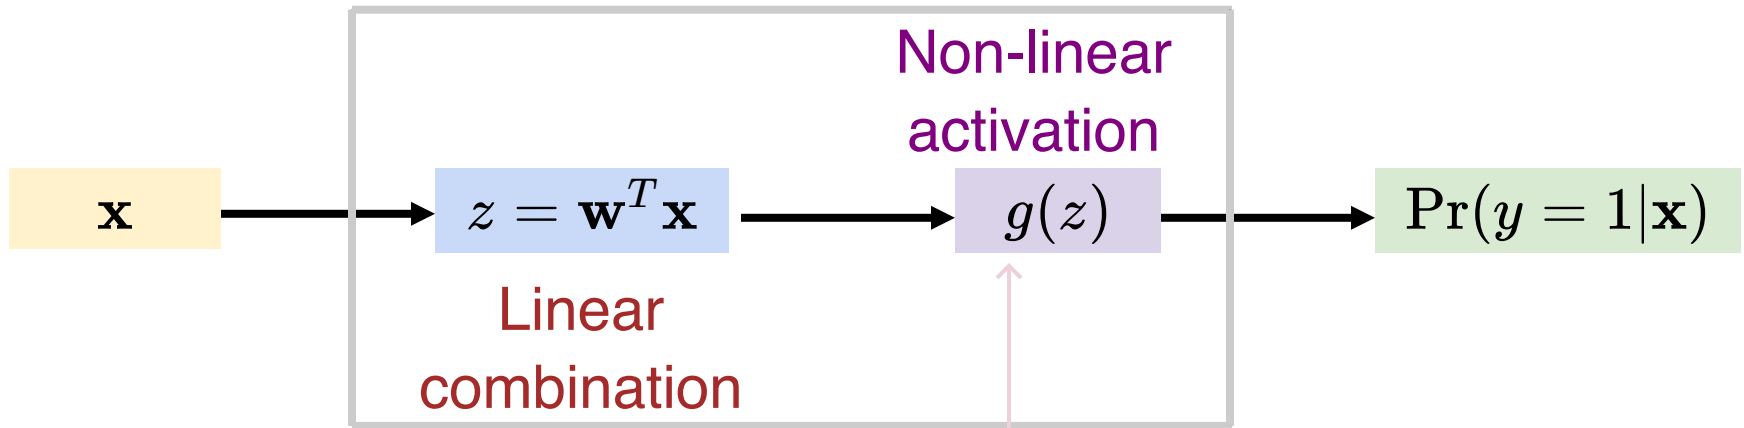 Non-linear
activation
x
z = w^T x
g(z)
Pr(y = 1|x)
Linear
combination